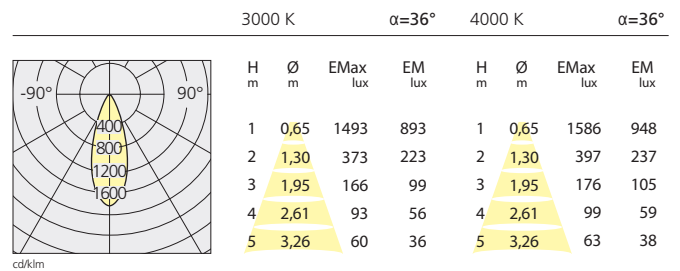 3000 K α=36° 4000 K α=36°
H Ø EMax EM H Ø EMax EM
m m lux lux m m lux lux
-90° 90°
400
800
1200
1600
1 0,65 1493 893 1 0,65 1586 948
2 1,30 373 223 2 1,30 397 237
3 1,95 166 99 3 1,95 176 105
4 2,61 93 56 4 2,61 99 59
5 3,26 60 36 5 3,26 63 38
cd/klm